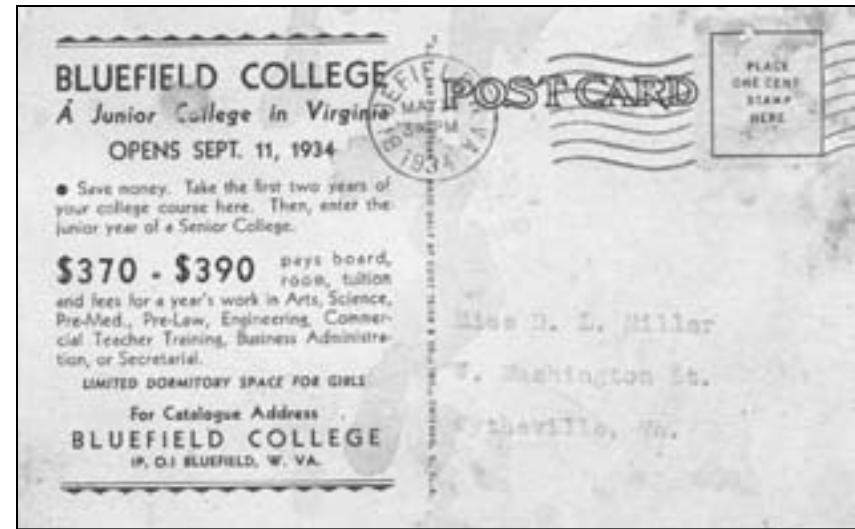 BLUEFIELD COLLEGE
A Junior College in Virginia
OPENS SEPT. 11, 1934
● Save money. Take the first two years of
your college course here. Then, enter the
junior year of a Senior College.
$370 - $390 pays board,
room, tuition
and fees for a year's work in Arts, Science,
Pre-Med., Pre-Law, Engineering, Commer-
cial Teacher Training, Business Administra-
tion, or Secretarial.
LIMITED DORMITORY SPACE FOR GIRLS
For Catalogue Address
BLUEFIELD COLLEGE
(P. O.) BLUEFIELD, W. VA.
BLUEFIELD
PM
1934
W. VA.
POST CARD
PLACE
ONE CENT
STAMP
HERE
Miss D. L. Miller
W. Washington St.
Wytheville, Va.